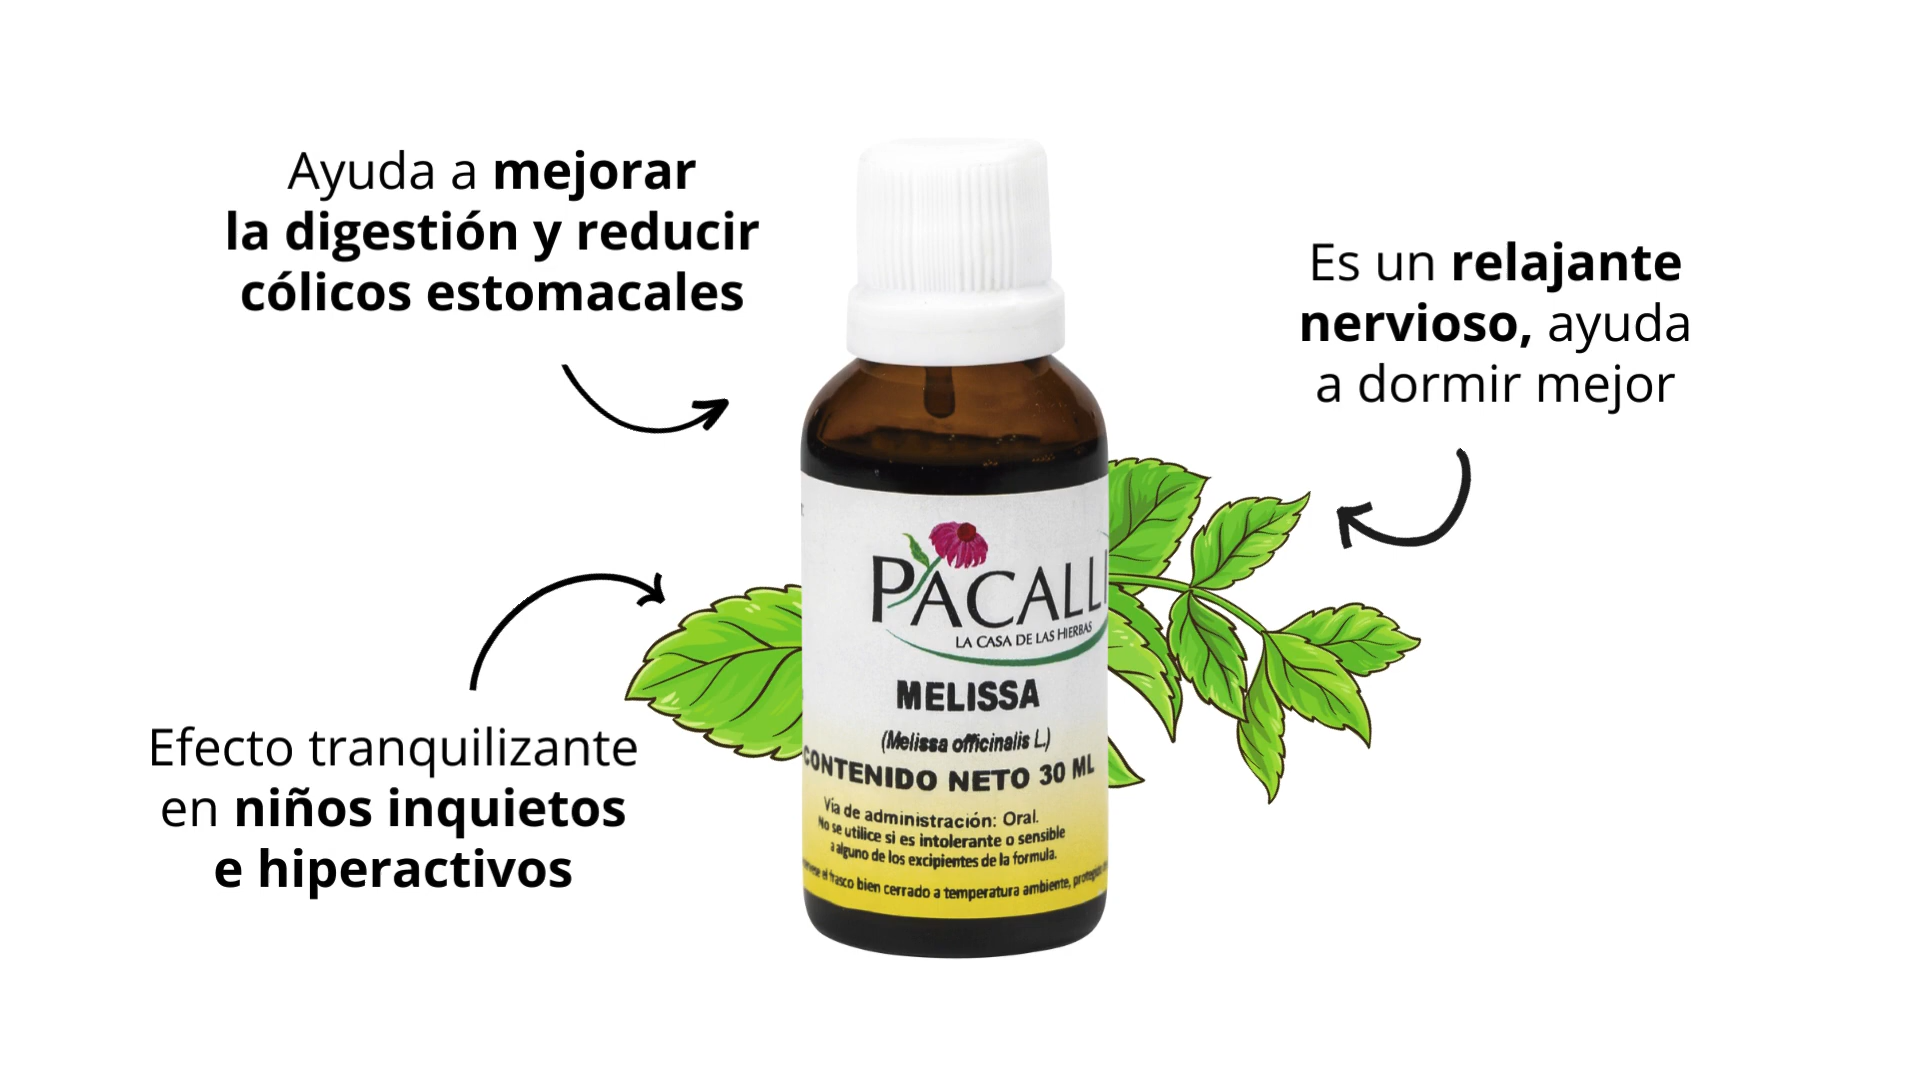 Ayuda a mejorar
la digestión y reducir
cólicos estomacales
Es un relajante
nervioso, ayuda
a dormir mejor
Efecto tranquilizante
en niños inquietos
e hiperactivos
PACALLI
LA CASA DE LAS HIERBAS
MELISSA
(Melissa officinalis L.)
CONTENIDO NETO 30 ML
Vía de administración: Oral.
No se utilice si es intolerante o sensible
a alguno de los excipientes de la formula.
el frasco bien cerrado a temperatura ambiente,